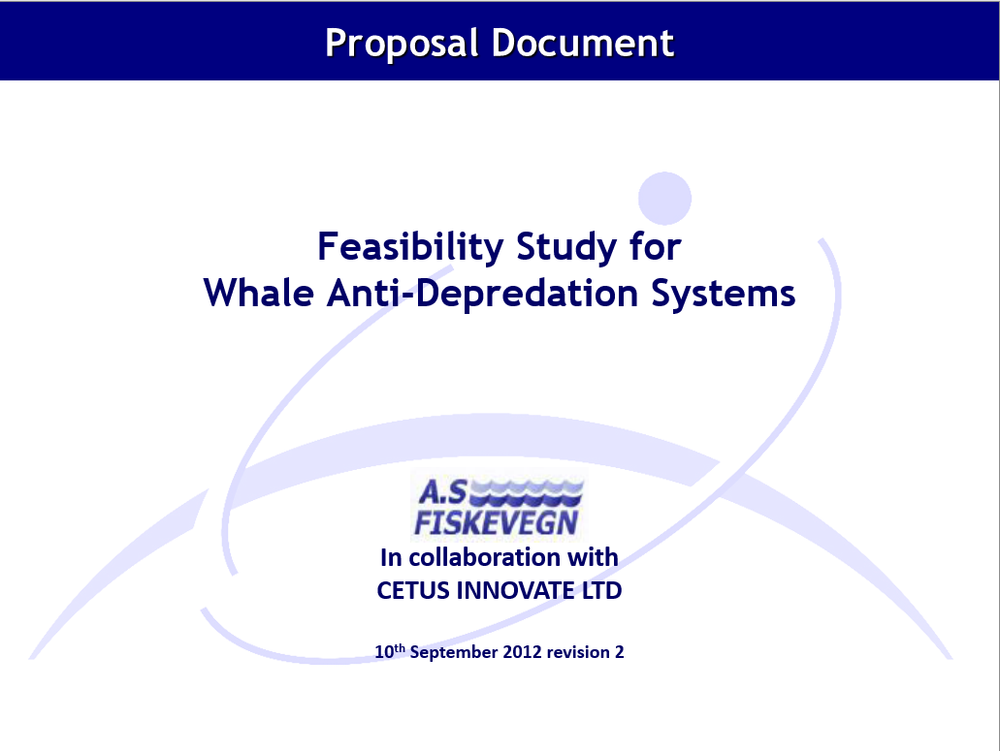 Proposal Document
Feasibility Study for
Whale Anti-Depredation Systems
A.S
FISKEVEGN
In collaboration with
CETUS INNOVATE LTD
10th September 2012 revision 2